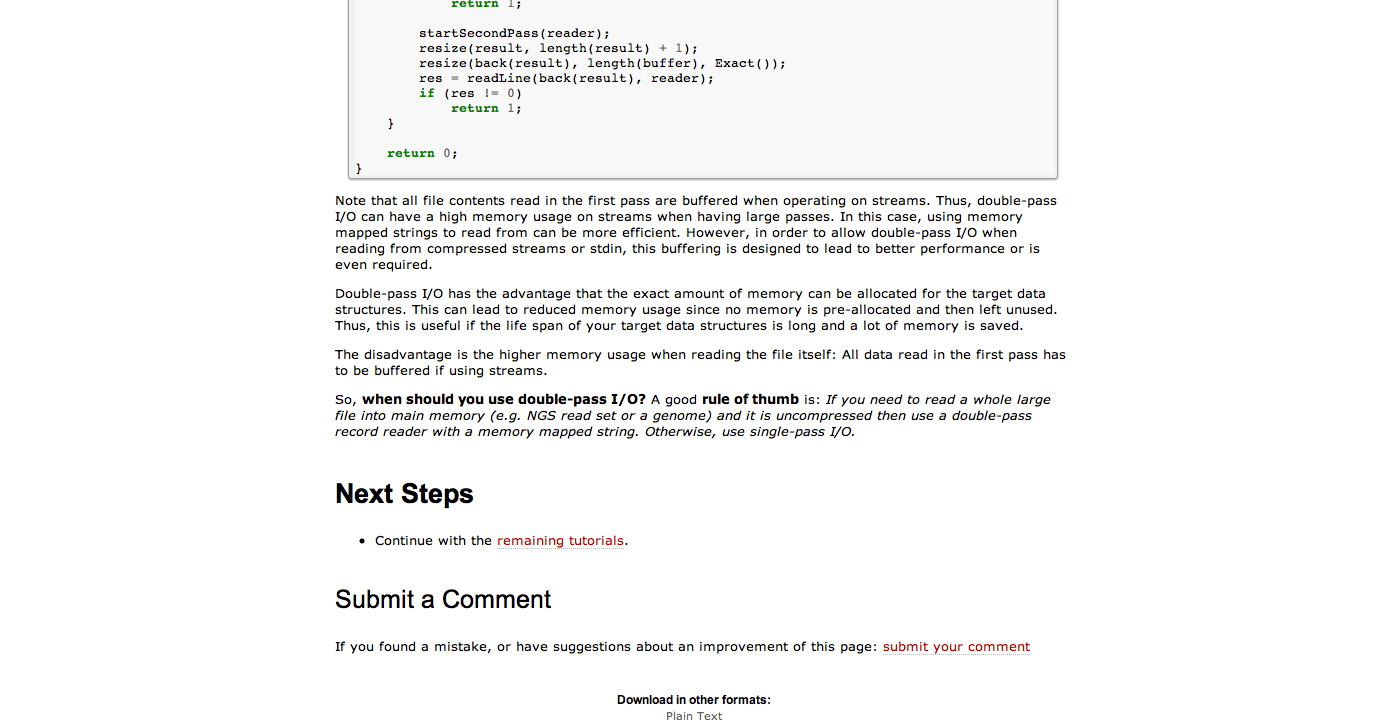 return 1;
startSecondPass(reader);
resize(result, length(result) + 1);
resize(back(result), length(buffer), Exact());
res = readLine(back(result), reader);
if (res != 0)
return 1;
}
return 0;
}
Note that all file contents read in the first pass are buffered when operating on streams. Thus, double-pass
I/O can have a high memory usage on streams when having large passes. In this case, using memory
mapped strings to read from can be more efficient. However, in order to allow double-pass I/O when
reading from compressed streams or stdin, this buffering is designed to lead to better performance or is
even required.
Double-pass I/O has the advantage that the exact amount of memory can be allocated for the target data
structures. This can lead to reduced memory usage since no memory is pre-allocated and then left unused.
Thus, this is useful if the life span of your target data structures is long and a lot of memory is saved.
The disadvantage is the higher memory usage when reading the file itself: All data read in the first pass has
to be buffered if using streams.
So, when should you use double-pass I/O? A good rule of thumb is: If you need to read a whole large
file into main memory (e.g. NGS read set or a genome) and it is uncompressed then use a double-pass
record reader with a memory mapped string. Otherwise, use single-pass I/O.
Next Steps
• Continue with the remaining tutorials.
Submit a Comment
If you found a mistake, or have suggestions about an improvement of this page: submit your comment
Download in other formats:
Plain Text